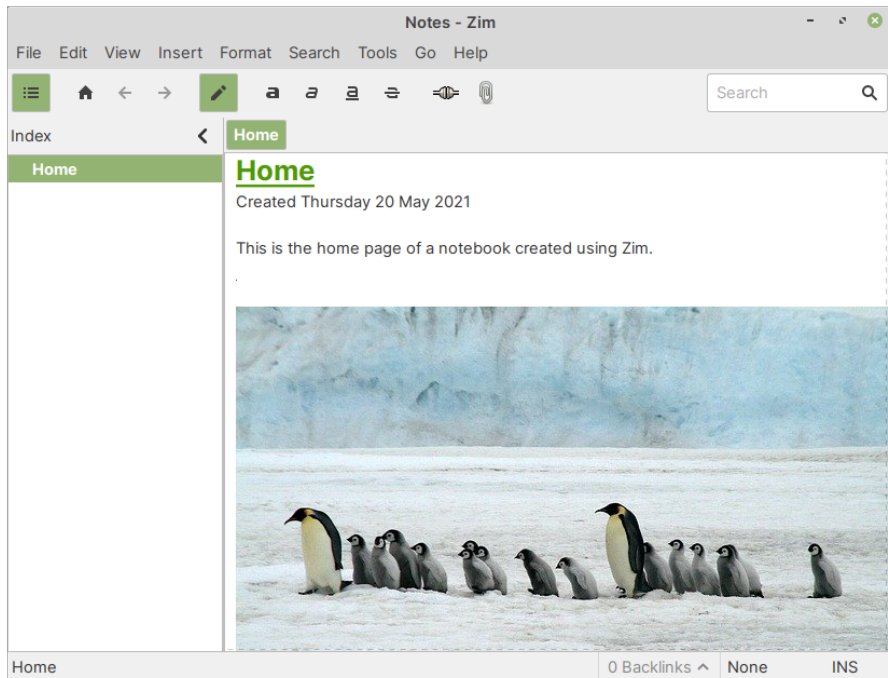 Notes - Zim
File Edit View Insert Format Search Tools Go Help
a a a a Search
Index Home
Home
Home
Created Thursday 20 May 2021
This is the home page of a notebook created using Zim.
.
Home 0 Backlinks None INS